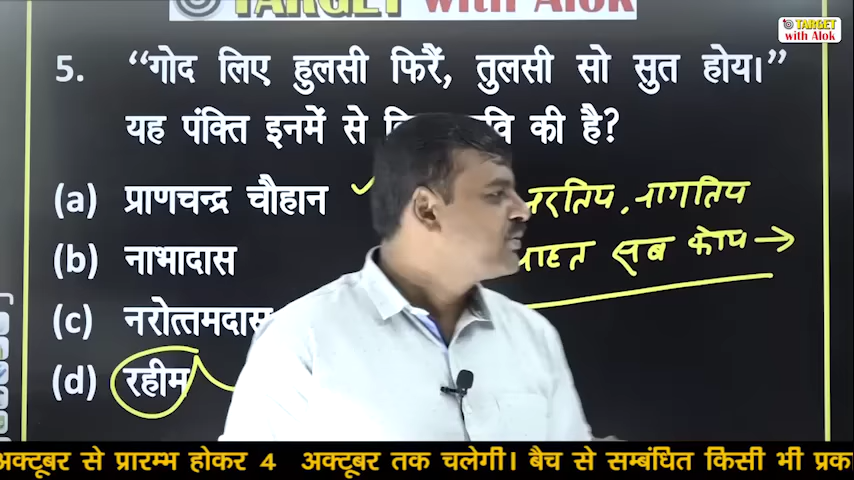 TARGET with Alok
TARGET
with Alok
5. “गोद लिए हुलसी फिरैं, तुलसी सो सुत होय।”
यह पंक्ति इनमें से की है?
(a) प्राणचन्द्र चौहान
(b) नाभादास
(c) नरोत्तमदास
(d) रहीम
सब
अक्टूबर से प्रारम्भ होकर 4 अक्टूबर तक चलेगी। बैच से सम्बंधित किसी भी प्रका